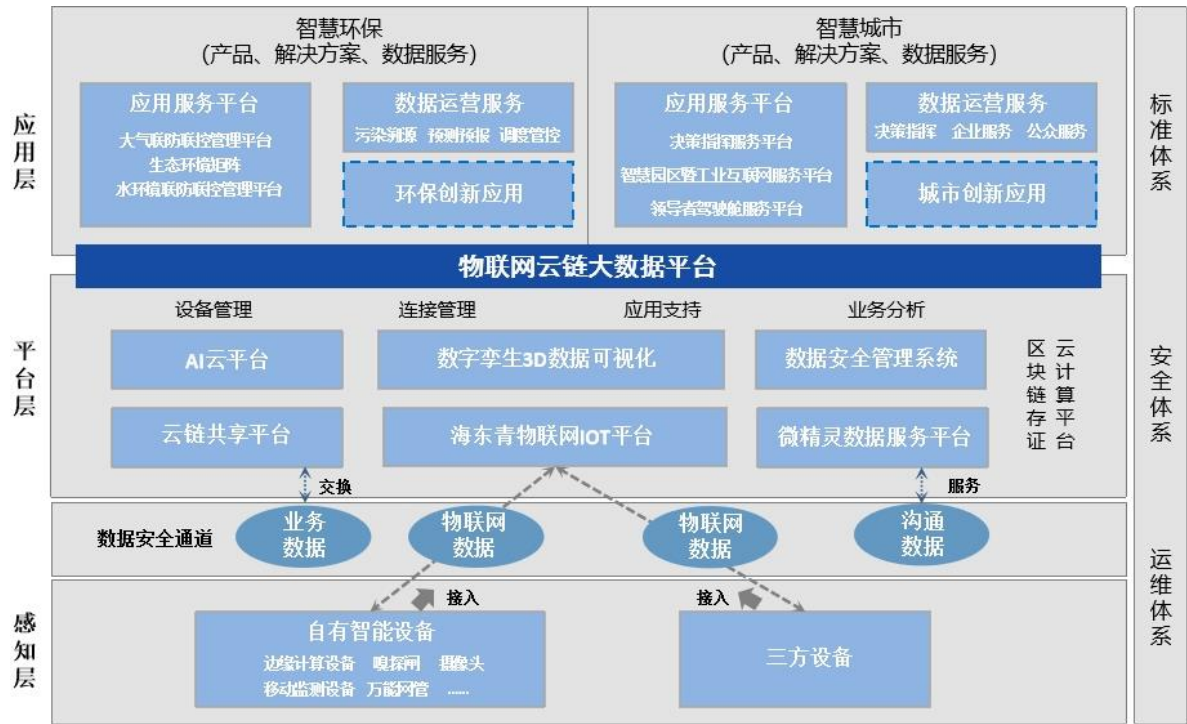 应用层
智慧环保
(产品、解决方案、数据服务)
应用服务平台
大气联防联控管理平台
生态环境矩阵
水环境联防联控管理平台
数据运营服务
污染溯源 预测预报 调度管控
环保创新应用
智慧城市
(产品、解决方案、数据服务)
应用服务平台
决策指挥服务平台
智慧园区暨工业互联网服务平台
领导者驾驶舱服务平台
数据运营服务
决策指挥 企业服务 公众服务
城市创新应用
物联网云链大数据平台
平台层
设备管理
连接管理
应用支持
业务分析
AI云平台
数字孪生3D数据可视化
数据安全管理系统
云链共享平台
海东青物联网IOT平台
微精灵数据服务平台
区块链存证
云计算平台
交换
服务
数据安全通道
业务
数据
物联网
数据
物联网
数据
沟通
数据
感知层
接入
接入
自有智能设备
边缘计算设备 嗅探闸 摄像头
移动监测设备 万能网管 ......
三方设备
标准体系
安全体系
运维体系